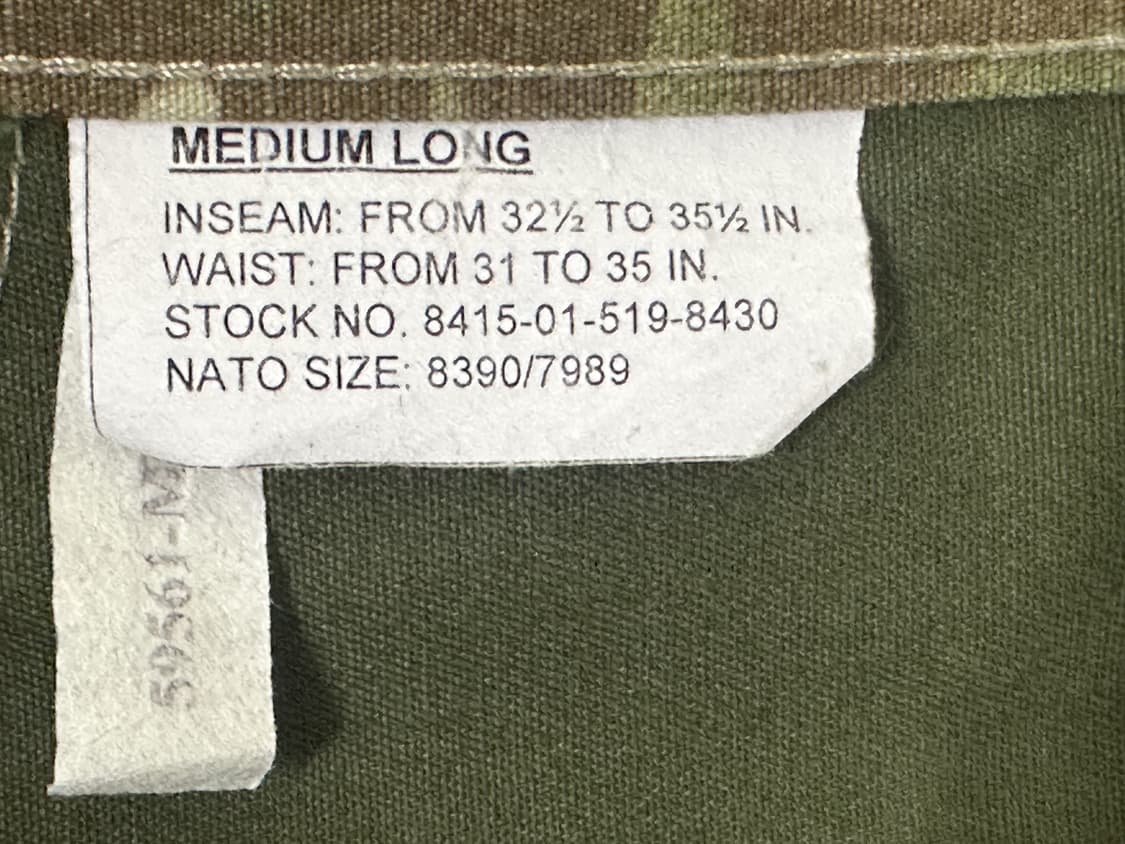 MEDIUM LONG
INSEAM: FROM 32½ TO 35½ IN.
WAIST: FROM 31 TO 35 IN.
STOCK NO. 8415-01-519-8430
NATO SIZE: 8390/7989